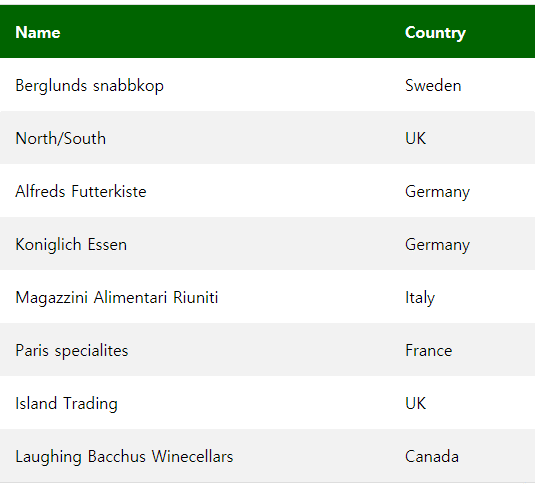 Name Country
Berglunds snabbkop Sweden
North/South UK
Alfreds Futterkiste Germany
Koniglich Essen Germany
Magazzini Alimentari Riuniti Italy
Paris specialites France
Island Trading UK
Laughing Bacchus Winecellars Canada